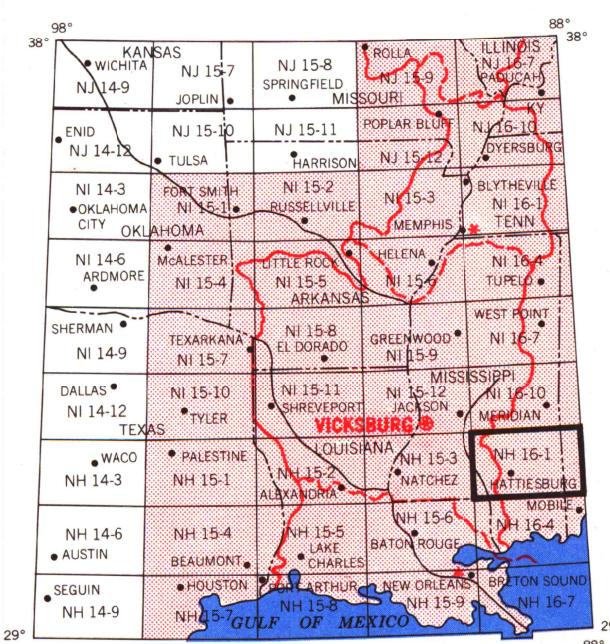 98°
88°
38°
38°
KANSAS
WICHITA
NJ 14-9
NJ 15-7
JOPLIN
NJ 15-8
SPRINGFIELD
MISSOURI
ROLLA
NJ 15-9
ILLINOIS
NJ 16-7
PADUCAH
KY
ENID
NJ 14-12
NJ 15-10
TULSA
NJ 15-11
HARRISON
POPLAR BLUFF
NJ 15-12
NJ 16-10
DYERSBURG
NI 14-3
OKLAHOMA
CITY
FORT SMITH
NI 15-1
OKLAHOMA
NI 15-2
RUSSELLVILLE
NI 15-3
MEMPHIS
*
BLYTHEVILLE
NI 16-1
TENN
NI 14-6
ARDMORE
McALESTER
NI 15-4
LITTLE ROCK
NI 15-5
ARKANSAS
HELENA
NI 15-6
NI 16-4
TUPELO
SHERMAN
NI 14-9
TEXARKANA
NI 15-7
NI 15-8
EL DORADO
GREENWOOD
NI 15-9
WEST POINT
NI 16-7
MISSISSIPPI
DALLAS
NI 14-12
TEXAS
NI 15-10
TYLER
NI 15-11
SHREVEPORT
NI 15-12
JACKSON
NI 16-10
MERIDIAN
VICKSBURG
LOUISIANA
WACO
NH 14-3
PALESTINE
NH 15-1
NH 15-2
ALEXANDRIA
NH 15-3
NATCHEZ
NH 16-1
HATTIESBURG
MOBILE
NH 14-6
AUSTIN
NH 15-4
BEAUMONT
NH 15-5
LAKE
CHARLES
NH 15-6
BATON ROUGE
NH 16-4
SEGUIN
NH 14-9
HOUSTON
NH 15-7
PORT ARTHUR
NH 15-8
NEW ORLEANS
NH 15-9
BRETON SOUND
NH 16-7
GULF OF MEXICO
29°